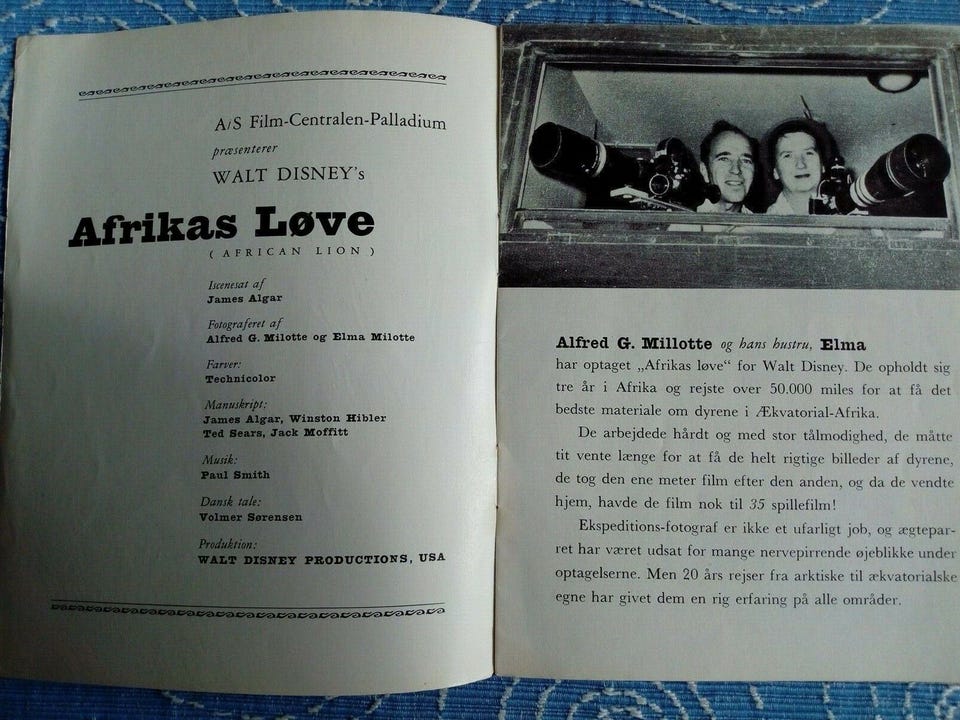 A/S Film-Centralen-Palladium
præsenterer
WALT DISNEY's
Afrikas Løve
( AFRICAN LION )
Iscenesat af
James Algar
Fotograferet af
Alfred G. Milotte og Elma Milotte
Farver:
Technicolor
Manuskript:
James Algar, Winston Hibler
Ted Sears, Jack Moffitt
Musik:
Paul Smith
Dansk tale:
Volmer Sørensen
Produktion:
WALT DISNEY PRODUCTIONS, USA
Alfred G. Millotte og hans hustru, Elma
har optaget „Afrikas løve“ for Walt Disney. De opholdt sig
tre år i Afrika og rejste over 50.000 miles for at få det
bedste materiale om dyrene i Ækvatorial-Afrika.
De arbejdede hårdt og med stor tålmodighed, de måtte
tit vente længe for at få de helt rigtige billeder af dyrene,
de tog den ene meter film efter den anden, og da de vendte
hjem, havde de film nok til 35 spillefilm!
Ekspeditions-fotograf er ikke et ufarligt job, og ægtepar-
ret har været udsat for mange nervepirrende øjeblikke under
optagelserne. Men 20 års rejser fra arktiske til ækvatorialske
egne har givet dem en rig erfaring på alle områder.